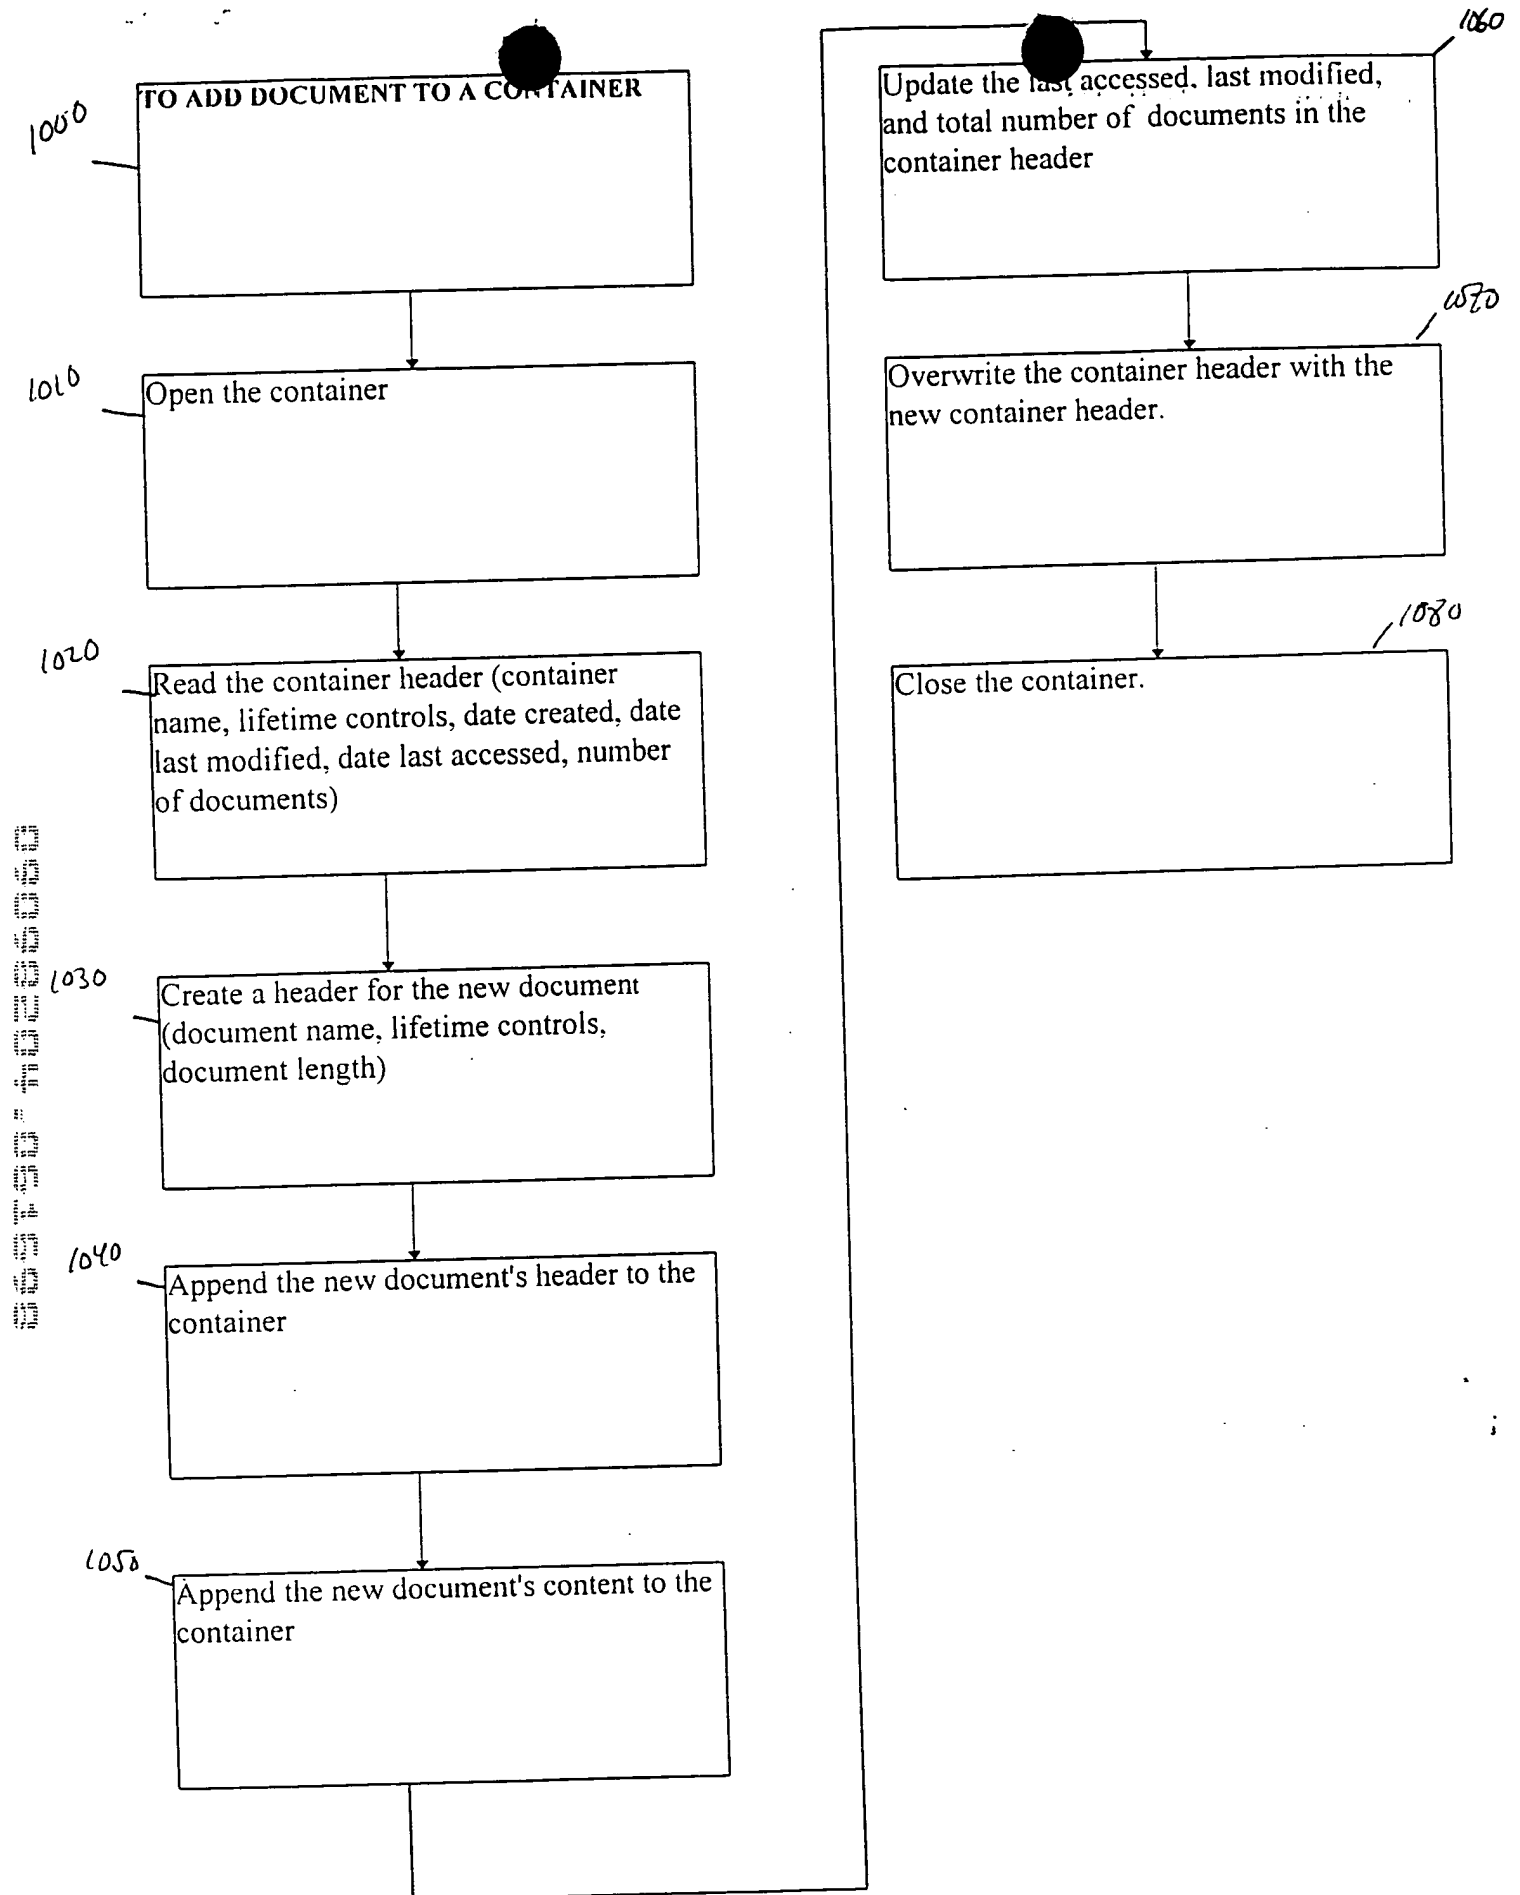 1000
TO ADD DOCUMENT TO A CONTAINER
1010
Open the container
1020
Read the container header (container
name, lifetime controls, date created, date
last modified, date last accessed, number
of documents)
1030
Create a header for the new document
(document name, lifetime controls,
document length)
1040
Append the new document's header to the
container
1050
Append the new document's content to the
container
1060
Update the last accessed, last modified,
and total number of documents in the
container header
1070
Overwrite the container header with the
new container header.
1080
Close the container.